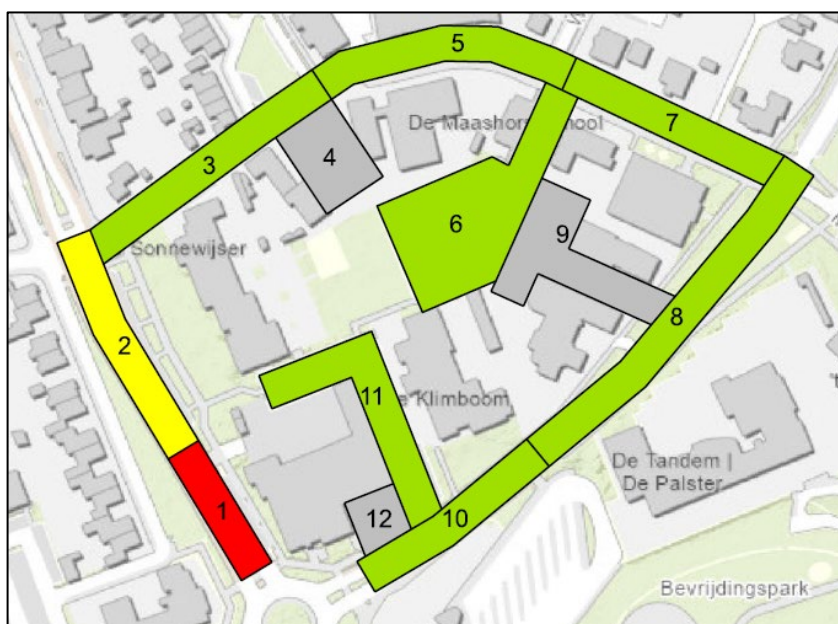 5
De Maashorstschool
7
4
3
Sonnewijser
6
9
8
2
11
Klimboom
De Tandem |
De Palster
1
12
10
Bevrijdingspark